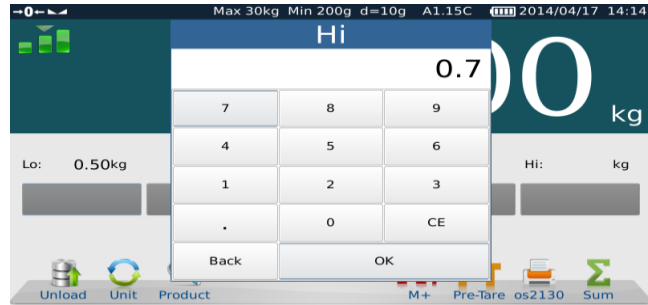 →0← Max 30kg Min 200g d=10g A1.15C 2014/04/17 14:14
Hi
0.7
00 kg
7 8 9
4 5 6
Lo: 0.50kg Hi: kg
1 2 3
. 0 CE
Back OK
Unload Unit Product M+ Pre-Tare os2130 Sum